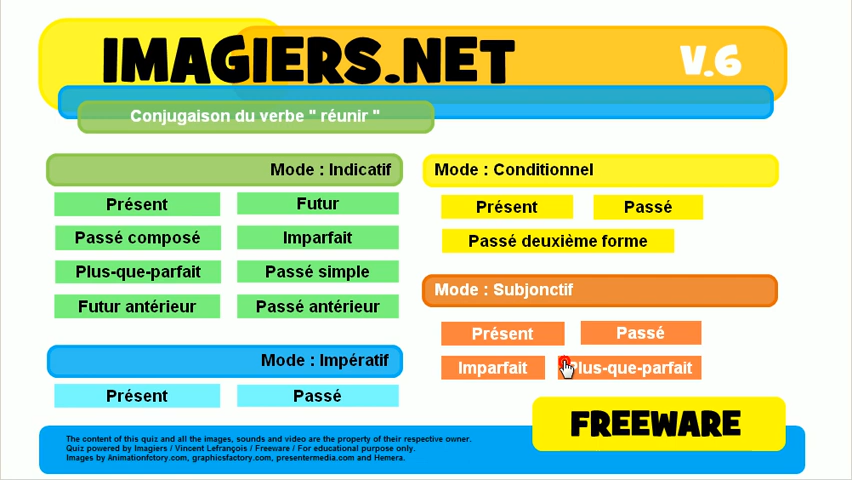 IMAGIERS.NET
V.6
Conjugaison du verbe " réunir "
Mode : Indicatif
Présent
Futur
Passé composé
Imparfait
Plus-que-parfait
Passé simple
Futur antérieur
Passé antérieur
Mode : Impératif
Présent
Passé
Mode : Conditionnel
Présent
Passé
Passé deuxième forme
Mode : Subjonctif
Présent
Passé
Imparfait
Plus-que-parfait
FREEWARE
The content of this quiz and all the images, sounds and video are the property of their respective owner.
Quiz powered by Imagiers / Vincent Lefrançois / Freeware / For educational purpose only.
Images by Animationfctory.com, graphicsfactory.com, presentermedia.com and Hemera.